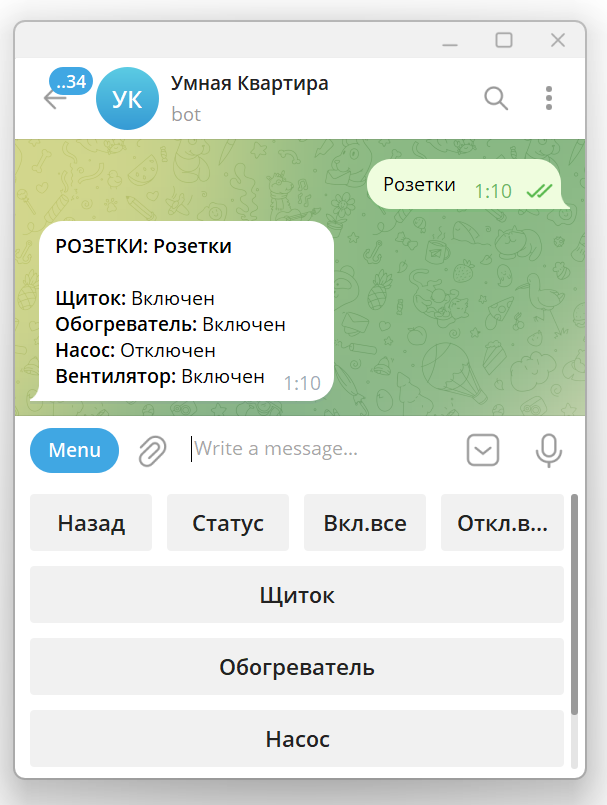 ..34
УК
Умная Квартира
bot
Розетки 1:10
РОЗЕТКИ: Розетки
Щиток: Включен
Обогреватель: Включен
Насос: Отключен
Вентилятор: Включен 1:10
Menu
Write a message...
Назад
Статус
Вкл.все
Откл.в...
Щиток
Обогреватель
Насос